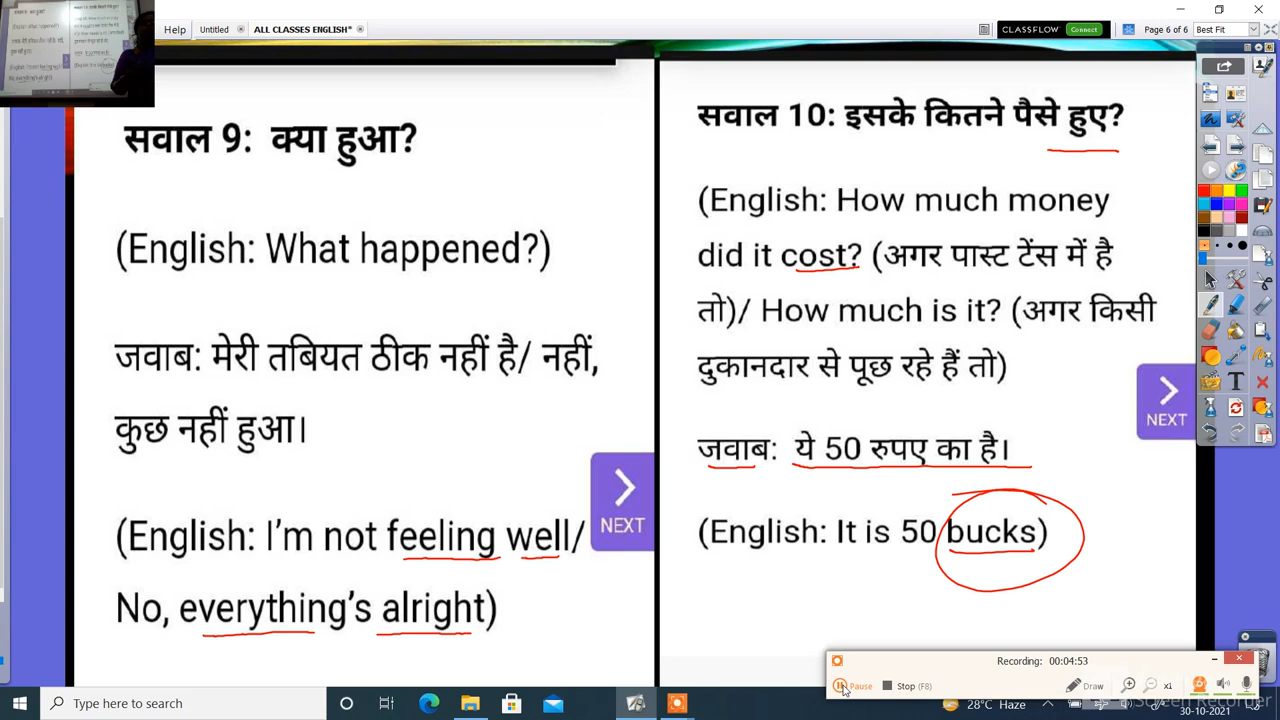 Help
Untitled
ALL CLASSES ENGLISH*
CLASSFLOW
Connect
Page 6 of 6
Best Fit
सवाल 9: क्या हुआ?
(English: What happened?)
जवाब: मेरी तबियत ठीक नहीं है/ नहीं,
कुछ नहीं हुआ।
(English: I'm not feeling well/
No, everything's alright)
NEXT
सवाल 10: इसके कितने पैसे हुए?
(English: How much money
did it cost? (अगर पास्ट टेंस में है
तो)/ How much is it? (अगर किसी
दुकानदार से पूछ रहे हैं तो)
NEXT
जवाब: ये 50 रुपए का है।
(English: It is 50 bucks)
Recording: 00:04:53
Pause
Stop (F8)
Draw
x1
Type here to search
28°C Haze
30-10-2021
Screen Recorder